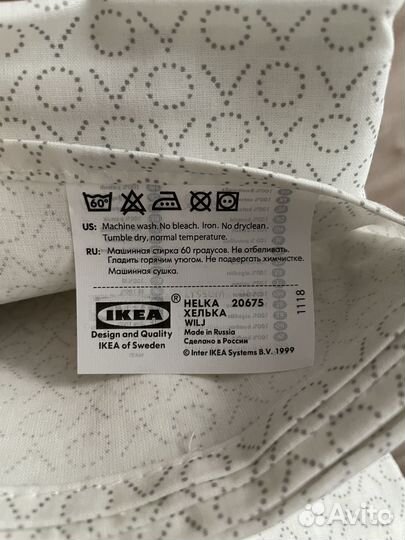 60°
US: Machine wash. No bleach. Iron. No dryclean.
Tumble dry, normal temperature.
RU: Машинная стирка 60 градусов. Не отбеливать.
Гладить горячим утюгом. Не подвергать химчистке.
Машинная сушка.
IKEA®
Design and Quality
IKEA of Sweden
HELKA 20675
ХЕЛЬКА
WILJ
Made in Russia
Сделано в России
© Inter IKEA Systems B.V. 1999
1118
Avito